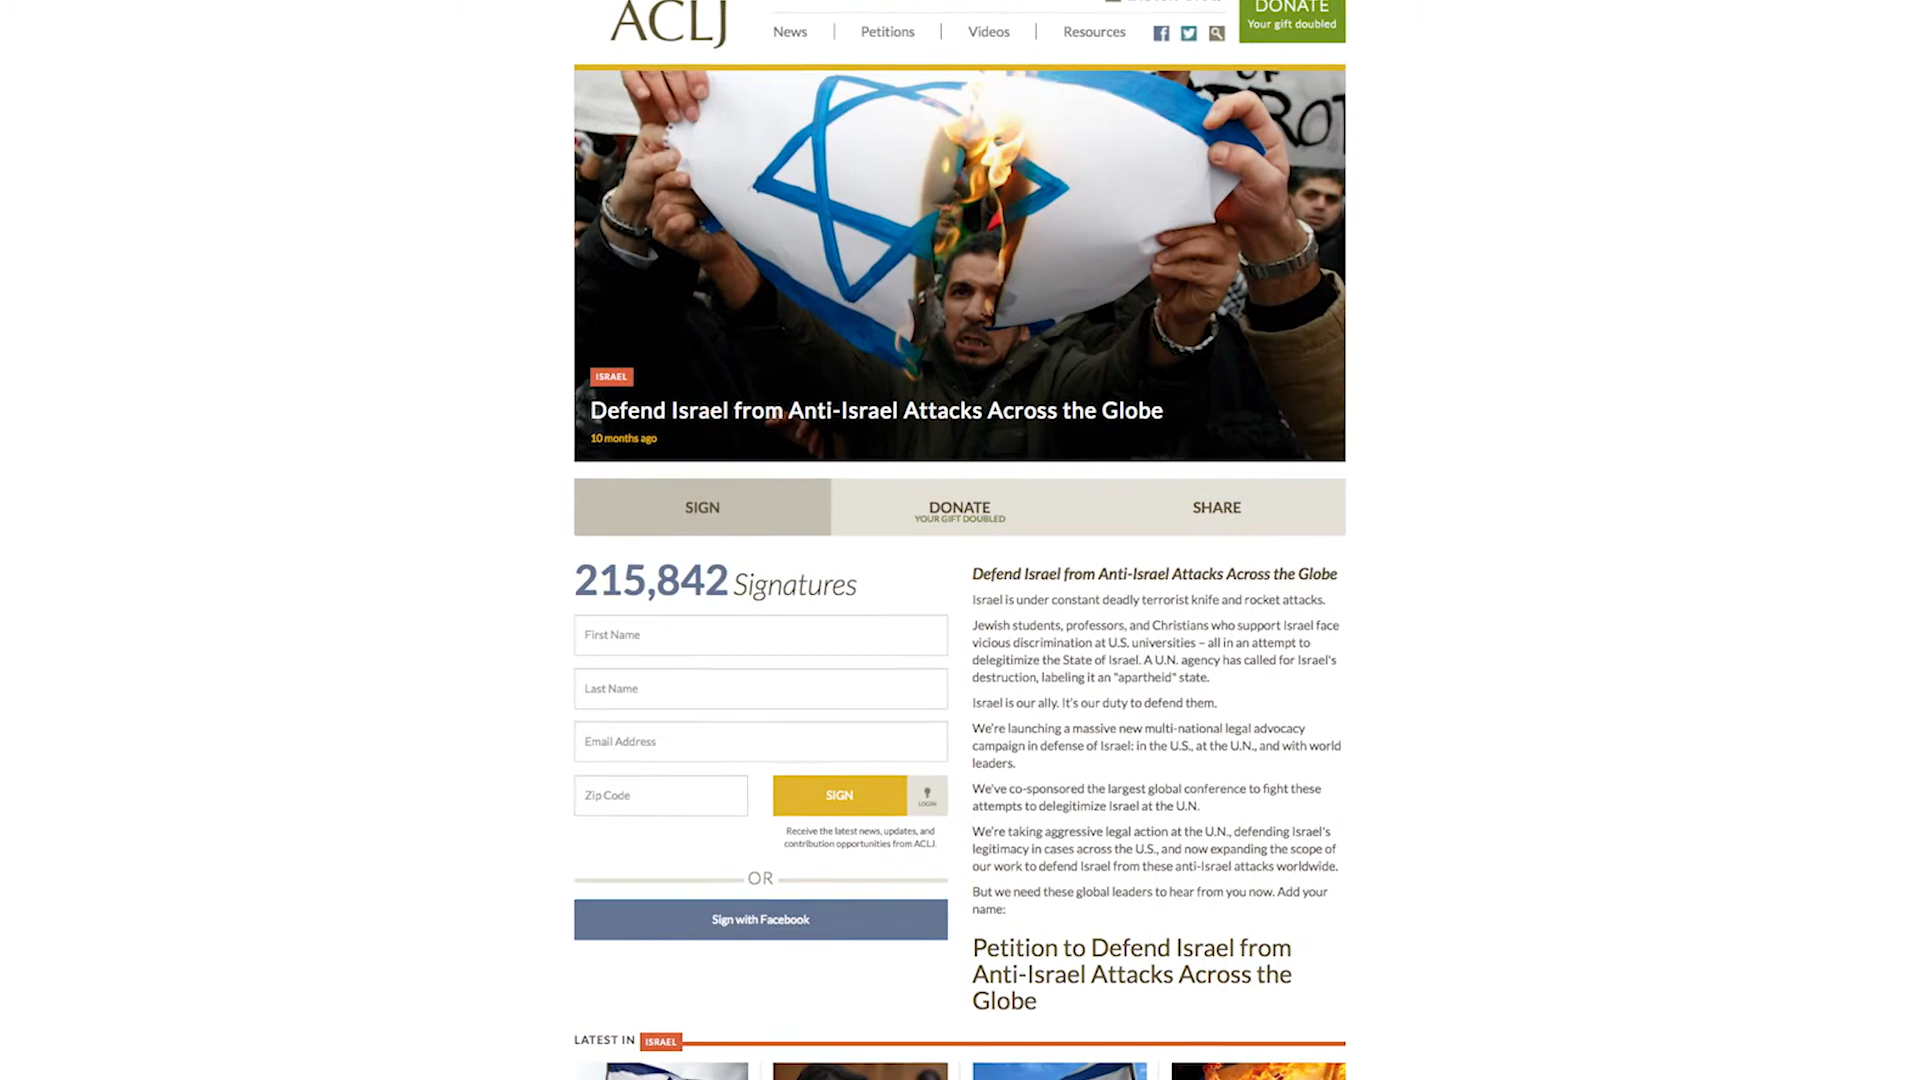 ACLJ
News
Petitions
Videos
Resources
DONATE
Your gift doubled
ISRAEL
Defend Israel from Anti-Israel Attacks Across the Globe
10 months ago
SIGN
DONATE
YOUR GIFT DOUBLED
SHARE
215,842 Signatures
First Name
Last Name
Email Address
Zip Code
SIGN
LOGIN
Receive the latest news, updates, and
contribution opportunities from ACLJ.
OR
Sign with Facebook
Defend Israel from Anti-Israel Attacks Across the Globe
Israel is under constant deadly terrorist knife and rocket attacks.
Jewish students, professors, and Christians who support Israel face
vicious discrimination at U.S. universities – all in an attempt to
delegitimize the State of Israel. A U.N. agency has called for Israel's
destruction, labeling it an "apartheid" state.
Israel is our ally. It's our duty to defend them.
We're launching a massive new multi-national legal advocacy
campaign in defense of Israel: in the U.S., at the U.N., and with world
leaders.
We've co-sponsored the largest global conference to fight these
attempts to delegitimize Israel at the U.N.
We're taking aggressive legal action at the U.N., defending Israel's
legitimacy in cases across the U.S., and now expanding the scope of
our work to defend Israel from these anti-Israel attacks worldwide.
But we need these global leaders to hear from you now. Add your
name:
Petition to Defend Israel from
Anti-Israel Attacks Across the
Globe
LATEST IN ISRAEL